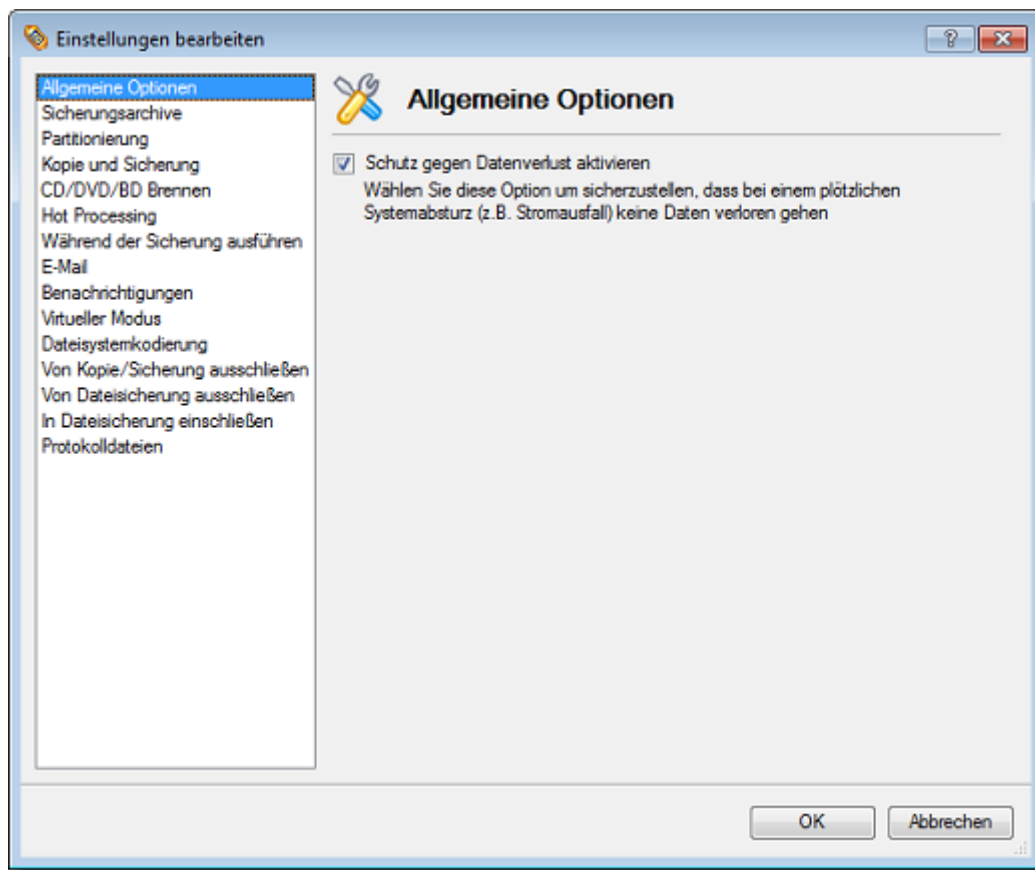 Einstellungen bearbeiten
Allgemeine Optionen
Sicherungsarchive
Partitionierung
Kopie und Sicherung
CD/DVD/BD Brennen
Hot Processing
Während der Sicherung ausführen
E-Mail
Benachrichtigungen
Virtueller Modus
Dateisystemkodierung
Von Kopie/Sicherung ausschließen
Von Dateisicherung ausschließen
In Dateisicherung einschließen
Protokolldateien
Allgemeine Optionen
Schutz gegen Datenverlust aktivieren
Wählen Sie diese Option um sicherzustellen, dass bei einem plötzlichen
Systemabsturz (z.B. Stromausfall) keine Daten verloren gehen
OK
Abbrechen